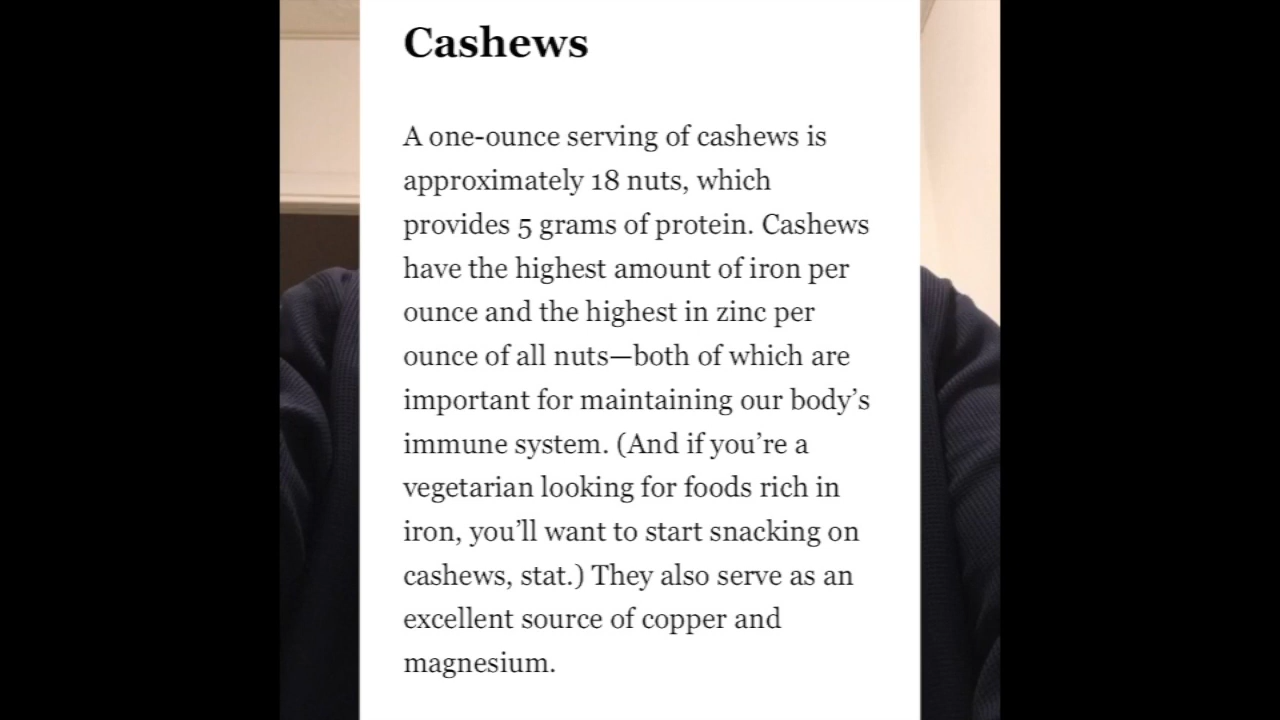 Cashews
A one-ounce serving of cashews is
approximately 18 nuts, which
provides 5 grams of protein. Cashews
have the highest amount of iron per
ounce and the highest in zinc per
ounce of all nuts—both of which are
important for maintaining our body’s
immune system. (And if you’re a
vegetarian looking for foods rich in
iron, you’ll want to start snacking on
cashews, stat.) They also serve as an
excellent source of copper and
magnesium.